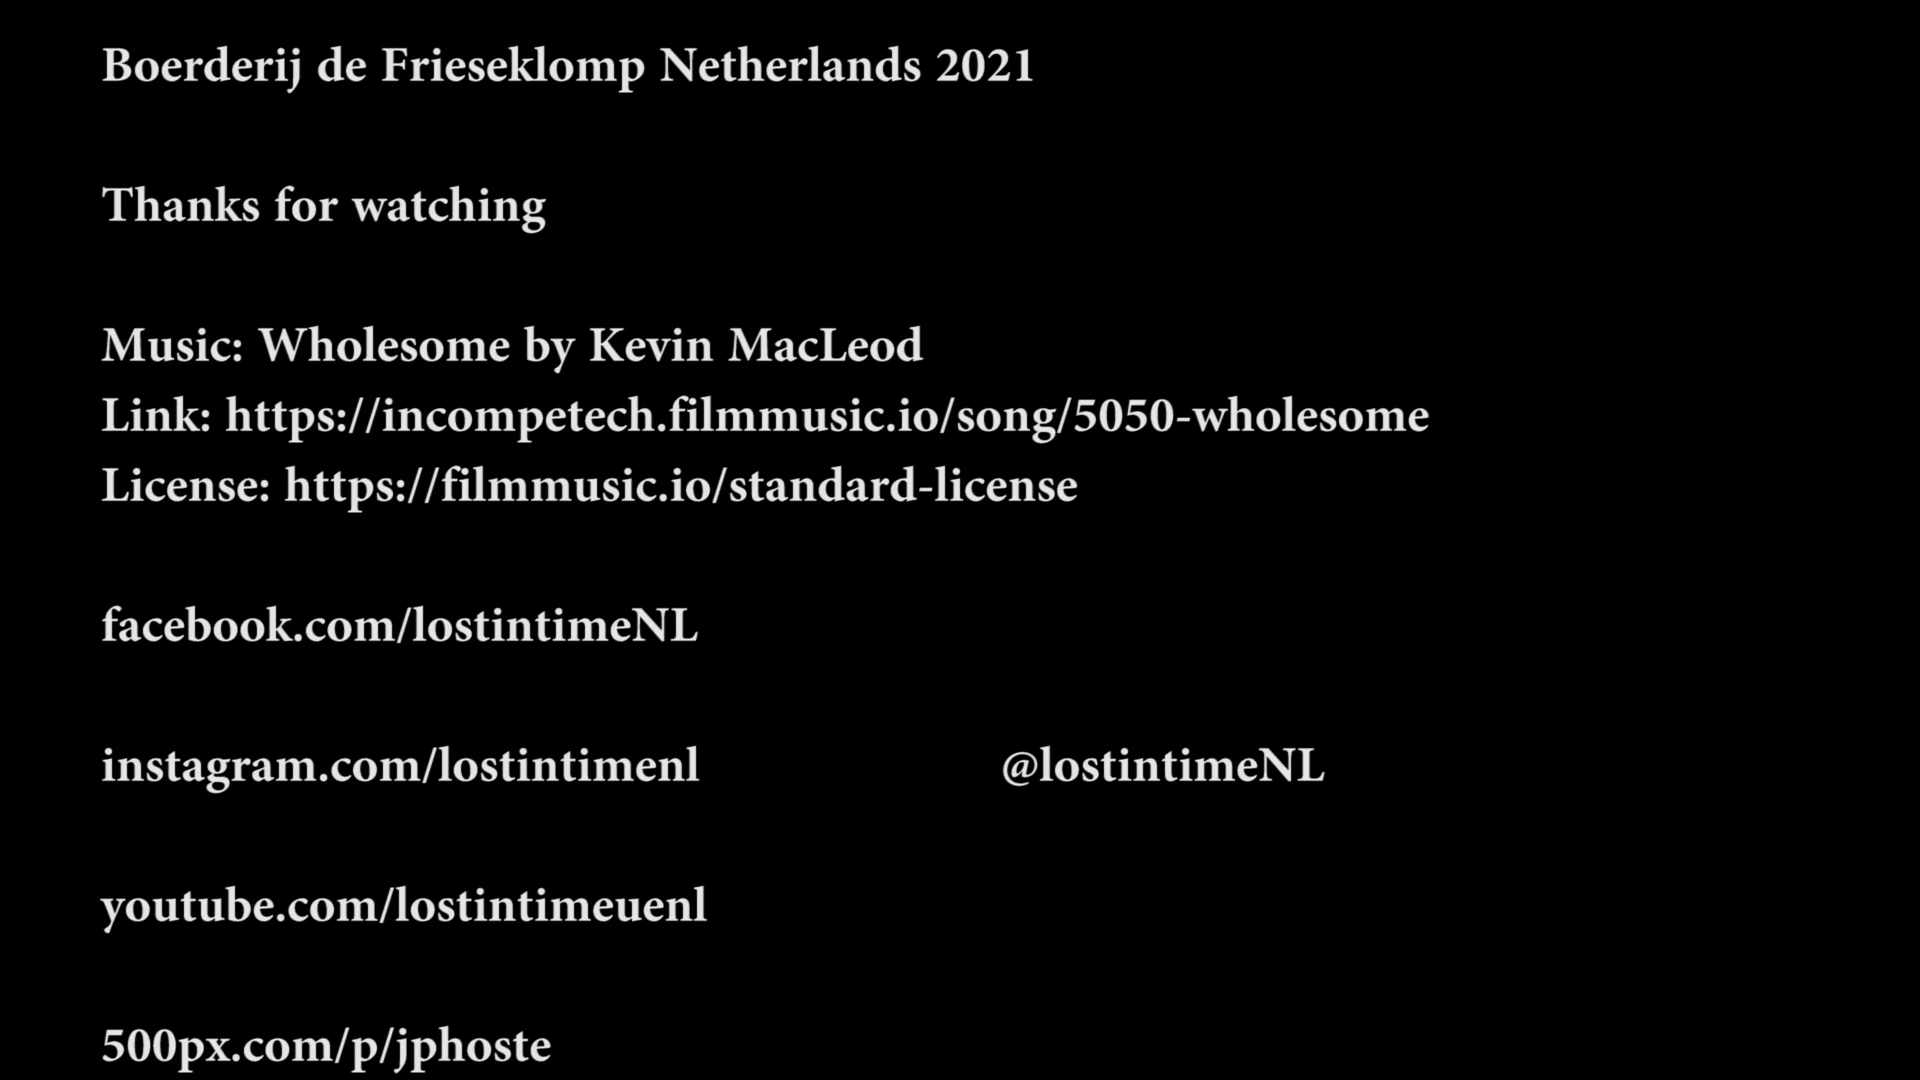 Boerderij de Frieseklomp Netherlands 2021
Thanks for watching
Music: Wholesome by Kevin MacLeod
Link: https://incompetech.filmmusic.io/song/5050-wholesome
License: https://filmmusic.io/standard-license
facebook.com/lostintimeNL
instagram.com/lostintimenl @lostintimeNL
youtube.com/lostintimeuenl
500px.com/p/jphoste